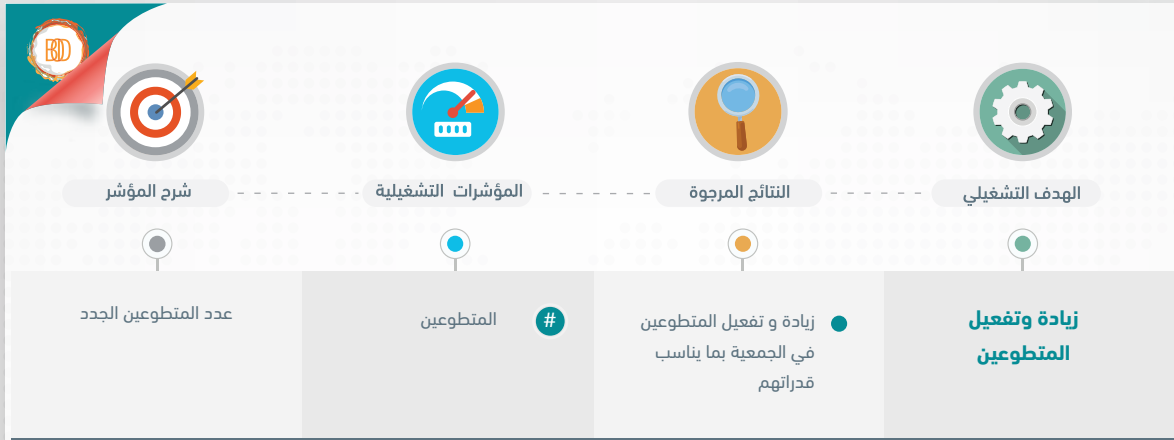 BOD
الهدف التشغيلي
النتائج المرجوة
المؤشرات التشغيلية
شرح المؤشر
زيادة وتفعيل
المتطوعين
زيادة و تفعيل المتطوعين
في الجمعية بما يناسب
قدراتهم
# المتطوعين
عدد المتطوعين الجدد